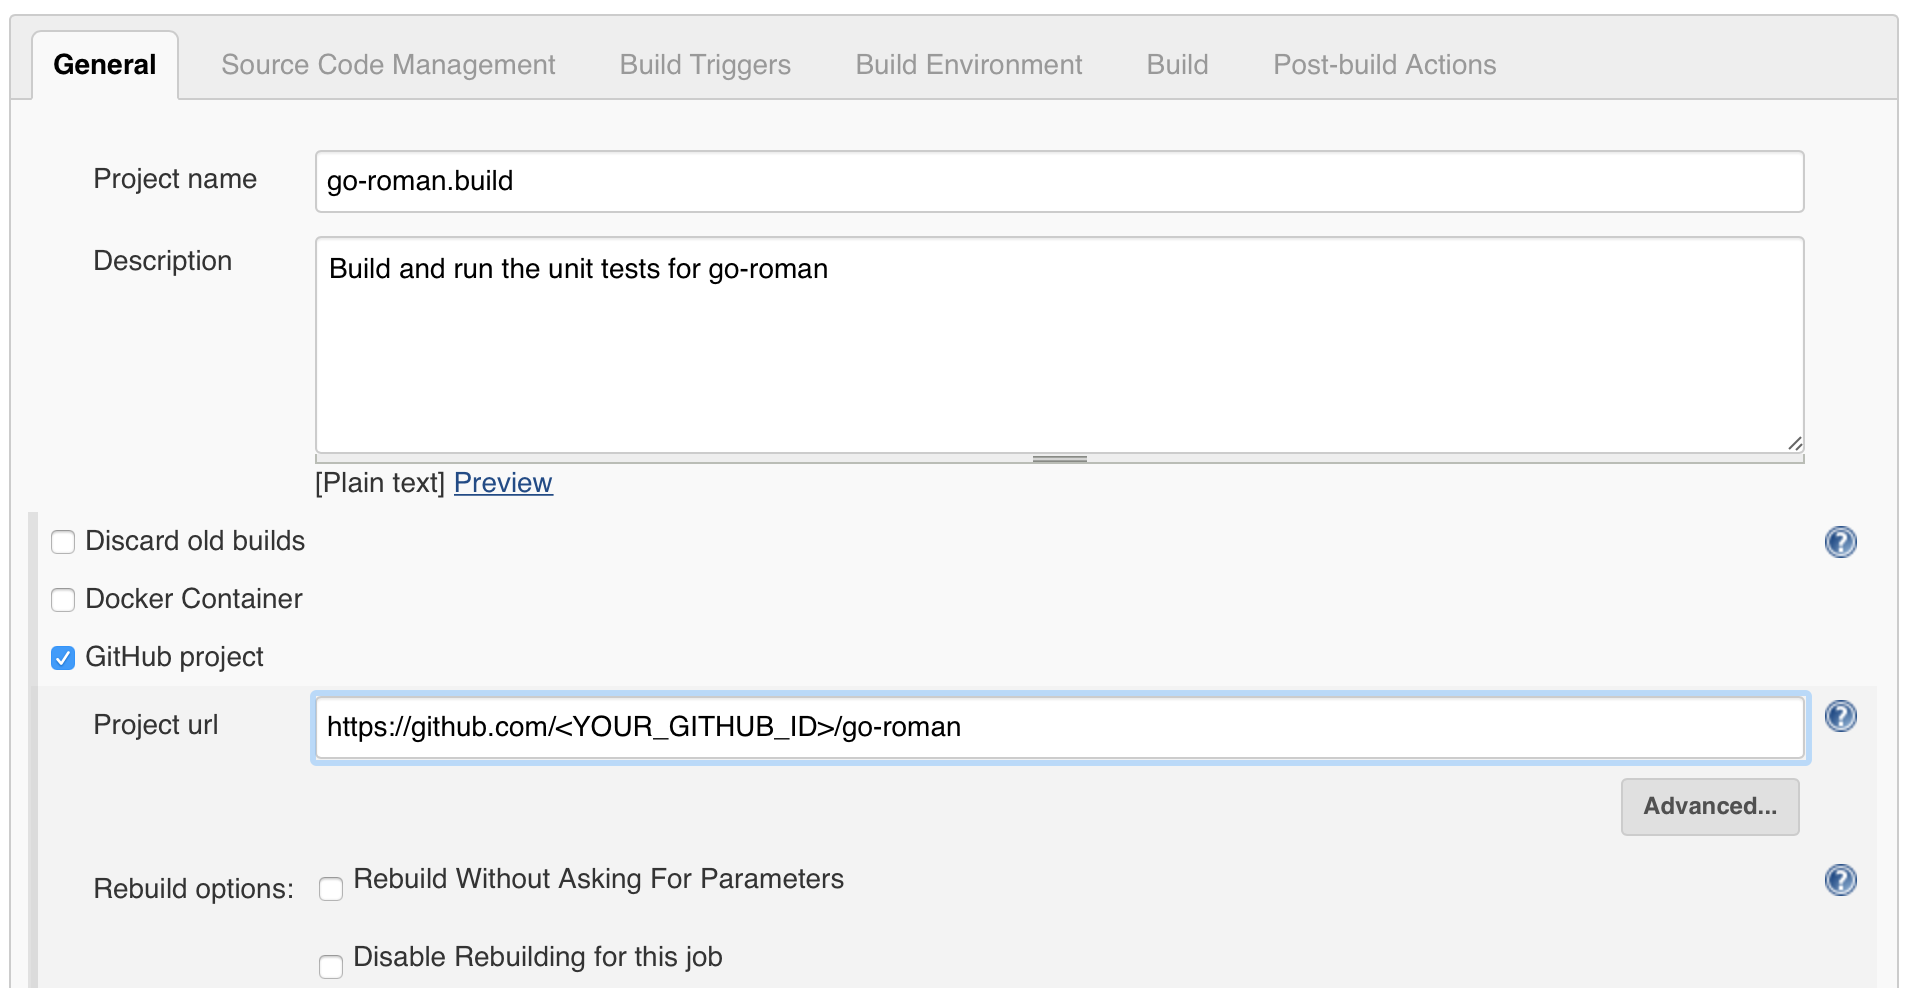 General Source Code Management Build Triggers Build Environment Build Post-build Actions
Project name go-roman.build
Description Build and run the unit tests for go-roman
[Plain text] Preview
Discard old builds ?
Docker Container
GitHub project
Project url https://github.com/<YOUR_GITHUB_ID>/go-roman ?
Advanced...
Rebuild options: Rebuild Without Asking For Parameters ?
Disable Rebuilding for this job